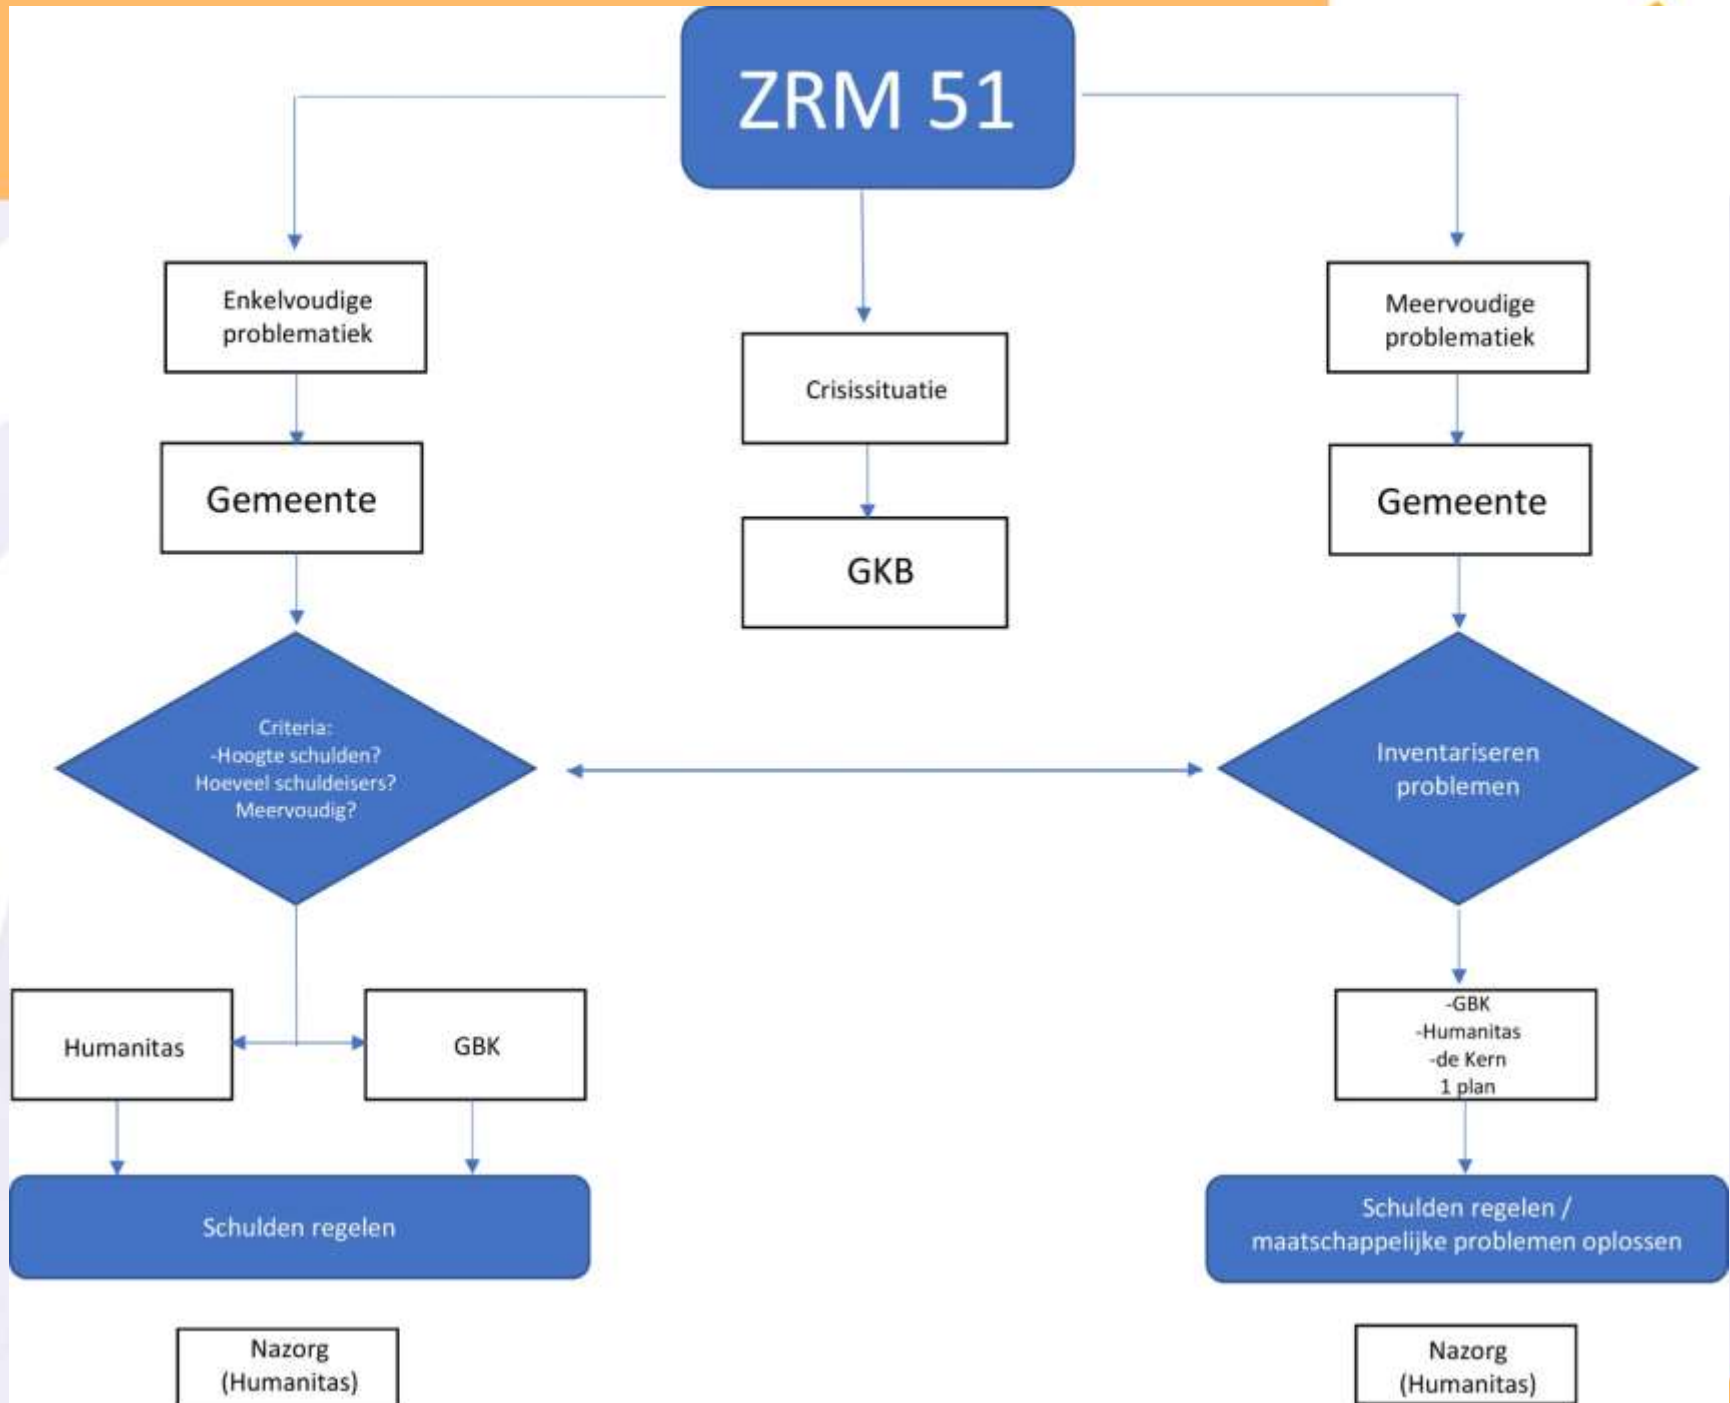 ZRM 51
Enkelvoudige
problematiek
Gemeente
Criteria:
-Hoogte schulden?
Hoeveel schuldeisers?
Meervoudig?
Humanitas
GBK
Schulden regelen
Nazorg
(Humanitas)
Crisissituatie
GKB
Meervoudige
problematiek
Gemeente
Inventariseren
problemen
-GBK
-Humanitas
-de Kern
1 plan
Schulden regelen /
maatschappelijke problemen oplossen
Nazorg
(Humanitas)